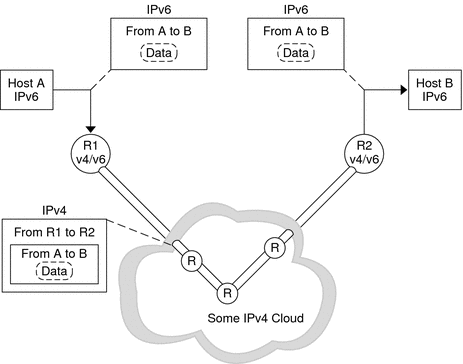 IPv6
From A to B
Data
IPv6
From A to B
Data
Host A
IPv6
Host B
IPv6
R1
v4/v6
R2
v4/v6
IPv4
From R1 to R2
From A to B
Data
R
R
R
Some IPv4 Cloud